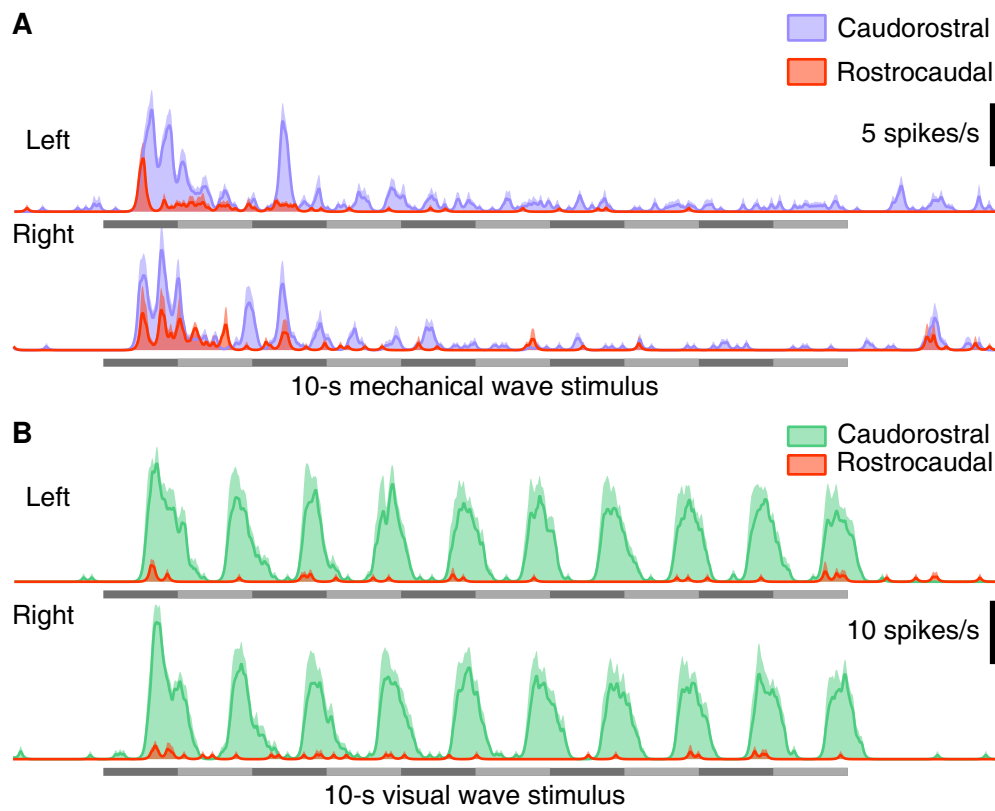 A
Caudorostral
Rostrocaudal
Left
5 spikes/s
Right
10-s mechanical wave stimulus
B
Caudorostral
Rostrocaudal
Left
Right
10 spikes/s
10-s visual wave stimulus